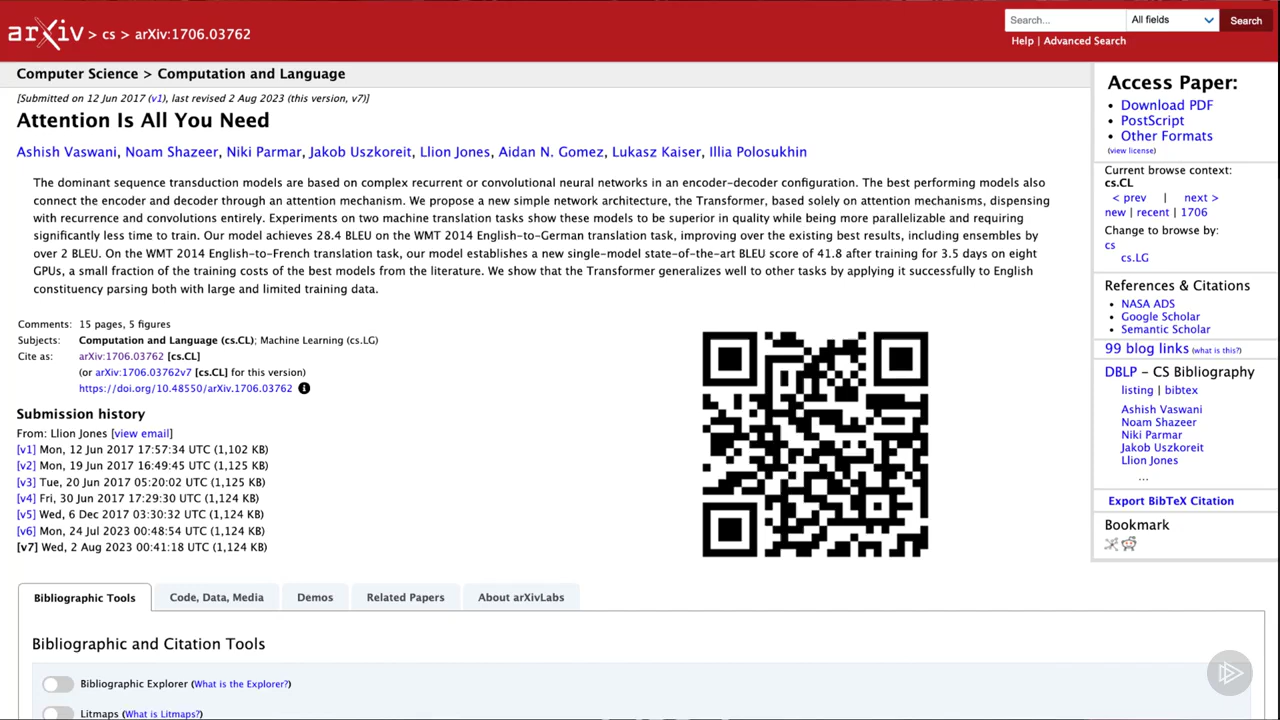 arXiv > cs > arXiv:1706.03762
Search...
All fields
Search
Help | Advanced Search
Computer Science > Computation and Language
[Submitted on 12 Jun 2017 (v1), last revised 2 Aug 2023 (this version, v7)]
Attention Is All You Need
Ashish Vaswani, Noam Shazeer, Niki Parmar, Jakob Uszkoreit, Llion Jones, Aidan N. Gomez, Lukasz Kaiser, Illia Polosukhin
The dominant sequence transduction models are based on complex recurrent or convolutional neural networks in an encoder-decoder configuration. The best performing models also
connect the encoder and decoder through an attention mechanism. We propose a new simple network architecture, the Transformer, based solely on attention mechanisms, dispensing
with recurrence and convolutions entirely. Experiments on two machine translation tasks show these models to be superior in quality while being more parallelizable and requiring
significantly less time to train. Our model achieves 28.4 BLEU on the WMT 2014 English-to-German translation task, improving over the existing best results, including ensembles by
over 2 BLEU. On the WMT 2014 English-to-French translation task, our model establishes a new single-model state-of-the-art BLEU score of 41.8 after training for 3.5 days on eight
GPUs, a small fraction of the training costs of the best models from the literature. We show that the Transformer generalizes well to other tasks by applying it successfully to English
constituency parsing both with large and limited training data.
Comments: 15 pages, 5 figures
Subjects: Computation and Language (cs.CL); Machine Learning (cs.LG)
Cite as: arXiv:1706.03762 [cs.CL]
(or arXiv:1706.03762v7 [cs.CL] for this version)
https://doi.org/10.48550/arXiv.1706.03762
Submission history
From: Llion Jones [view email]
[v1] Mon, 12 Jun 2017 17:57:34 UTC (1,102 KB)
[v2] Mon, 19 Jun 2017 16:49:45 UTC (1,125 KB)
[v3] Tue, 20 Jun 2017 05:20:02 UTC (1,125 KB)
[v4] Fri, 30 Jun 2017 17:29:30 UTC (1,124 KB)
[v5] Wed, 6 Dec 2017 03:30:32 UTC (1,124 KB)
[v6] Mon, 24 Jul 2023 00:48:54 UTC (1,124 KB)
[v7] Wed, 2 Aug 2023 00:41:18 UTC (1,124 KB)
Access Paper:
Download PDF
PostScript
Other Formats
(view license)
Current browse context:
cs.CL
< prev | next >
new | recent | 1706
Change to browse by:
cs
cs.LG
References & Citations
NASA ADS
Google Scholar
Semantic Scholar
99 blog links (what is this?)
DBLP - CS Bibliography
listing | bibtex
Ashish Vaswani
Noam Shazeer
Niki Parmar
Jakob Uszkoreit
Llion Jones
...
Export BibTeX Citation
Bookmark
Bibliographic Tools
Code, Data, Media
Demos
Related Papers
About arXivLabs
Bibliographic and Citation Tools
Bibliographic Explorer (What is the Explorer?)
Litmaps (What is Litmaps?)